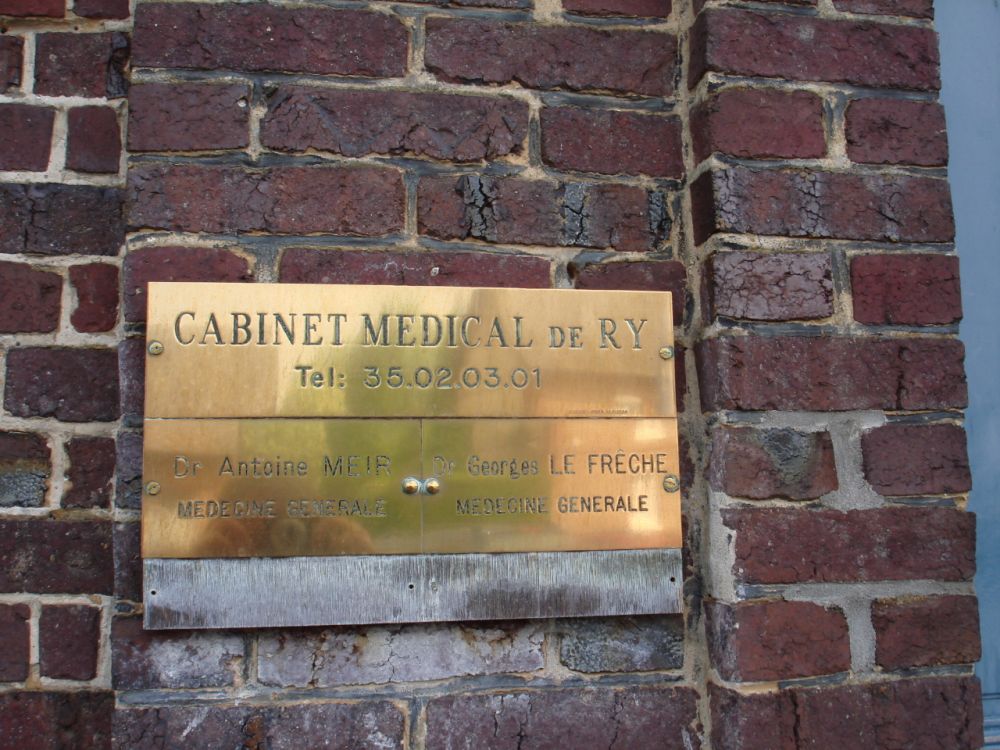 CABINET MEDICAL DE RY
Tel: 35.02.03.01
Dr Antoine MEIR
MEDECINE GENERALE
Dr Georges LE FRÊCHE
MEDECINE GENERALE